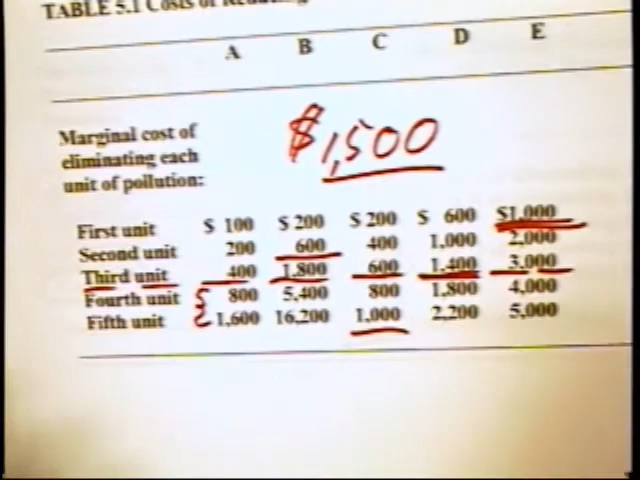 TABLE 5.1 Costs of
A B C D E
$1,500
Marginal cost of
eliminating each
unit of pollution:
First unit $ 100 $ 200 $ 200 $ 600 $1,000
Second unit 200 600 400 1,000 2,000
Third unit 400 1,800 600 1,400 3,000
Fourth unit 800 5,400 800 1,800 4,000
Fifth unit 1,600 16,200 1,000 2,200 5,000